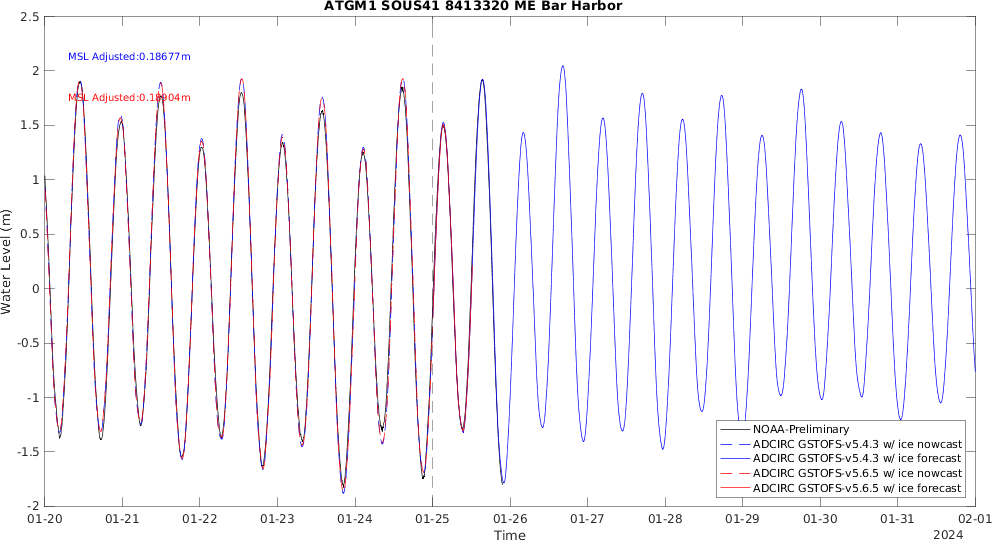 ATGM1 SOUS41 8413320 ME Bar Harbor
2.5
2
1.5
1
0.5
0
-0.5
-1
-1.5
-2
Water Level (m)
MSL Adjusted:0.18677m
MSL Adjusted:0.18904m
NOAA-Preliminary
ADCIRC GSTOFS-v5.4.3 w/ ice nowcast
ADCIRC GSTOFS-v5.4.3 w/ ice forecast
ADCIRC GSTOFS-v5.6.5 w/ ice nowcast
ADCIRC GSTOFS-v5.6.5 w/ ice forecast
01-20 01-21 01-22 01-23 01-24 01-25 01-26 01-27 01-28 01-29 01-30 01-31 02-01
Time
2024